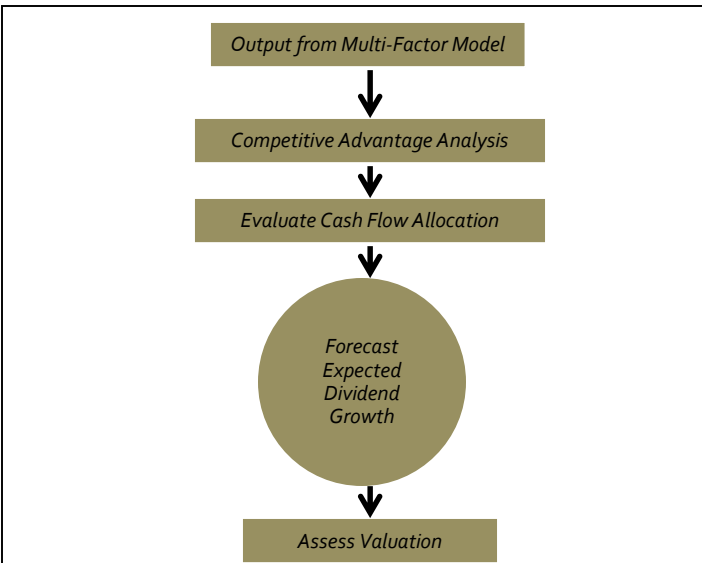 Output from Multi-Factor Model
Competitive Advantage Analysis
Evaluate Cash Flow Allocation
Forecast
Expected
Dividend
Growth
Assess Valuation